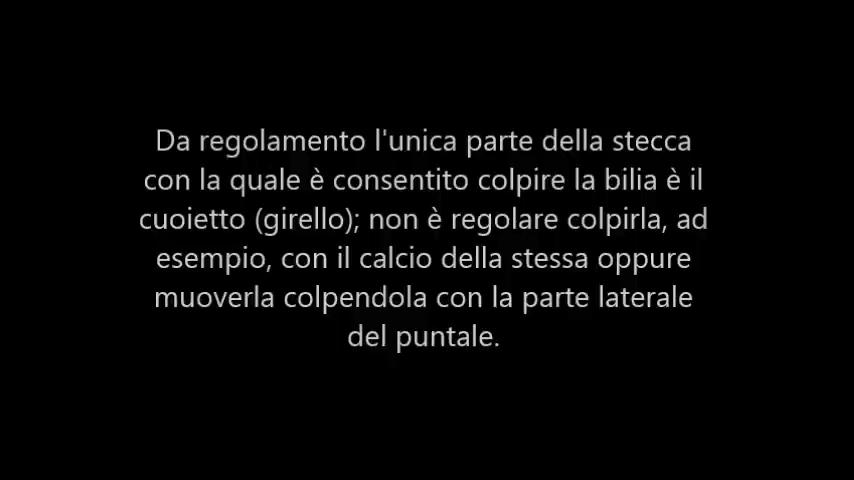 Da regolamento l'unica parte della stecca
con la quale è consentito colpire la bilia è il
cuoietto (girello); non è regolare colpirla, ad
esempio, con il calcio della stessa oppure
muoverla colpendola con la parte laterale
del puntale.